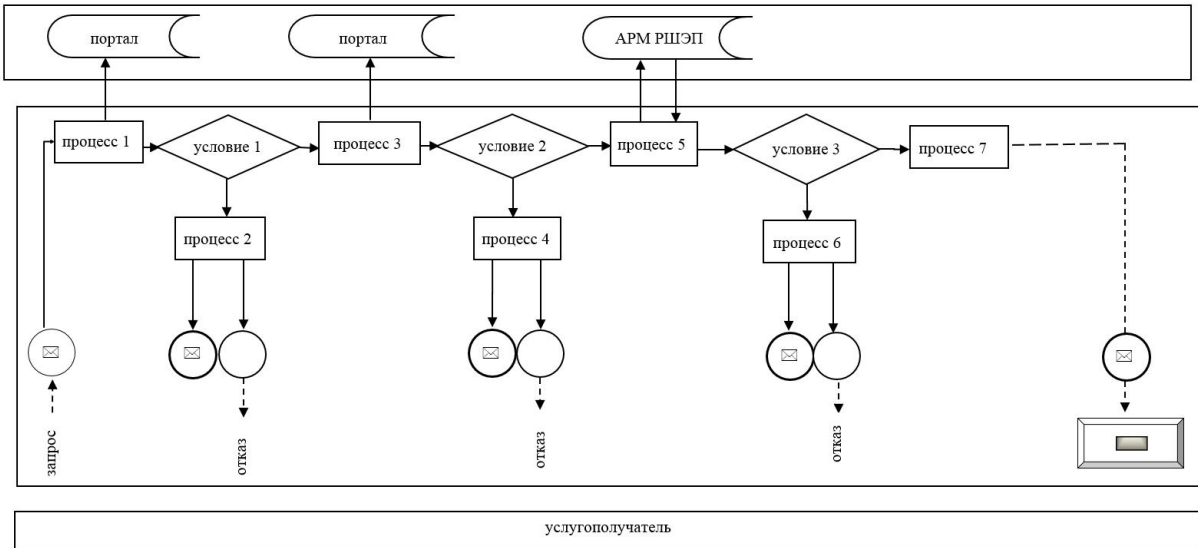 портал
портал
АРМ РШЭП
процесс 1
условие 1
процесс 3
условие 2
процесс 5
условие 3
процесс 7
процесс 2
процесс 4
процесс 6
запрос
отказ
отказ
отказ
услугополучатель